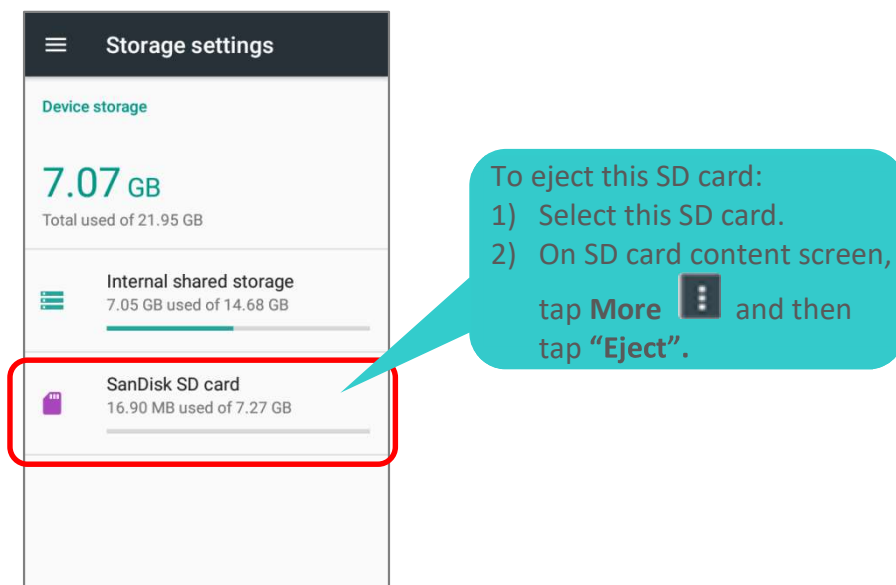 Storage settings
Device storage
7.07 GB
Total used of 21.95 GB
Internal shared storage
7.05 GB used of 14.68 GB
SanDisk SD card
16.90 MB used of 7.27 GB
To eject this SD card:
1) Select this SD card.
2) On SD card content screen,
tap More and then
tap “Eject”.